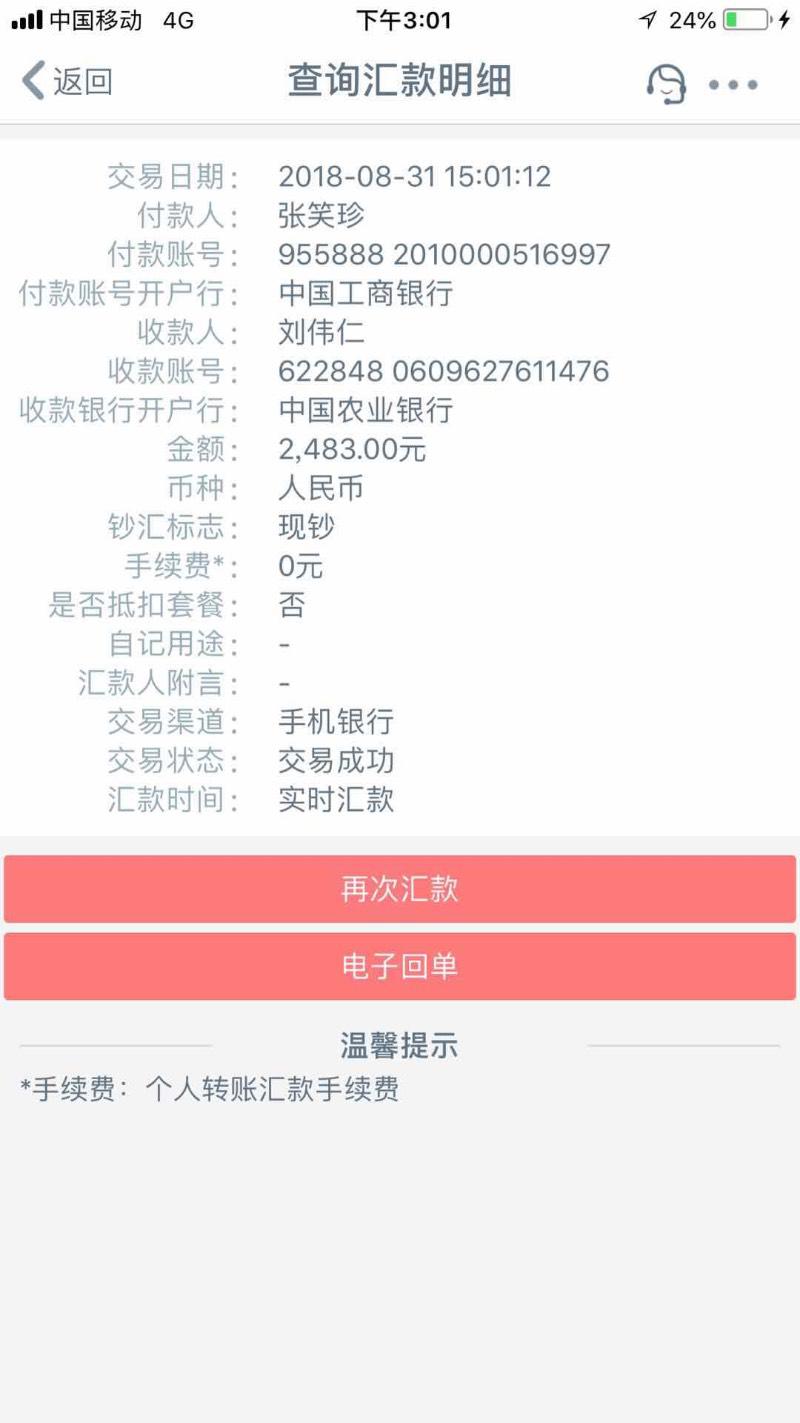 中国移动 4G 下午3:01 24%
返回 查询汇款明细
交易日期： 2018-08-31 15:01:12
付款人： 张笑珍
付款账号： 955888 2010000516997
付款账号开户行： 中国工商银行
收款人： 刘伟仁
收款账号： 622848 0609627611476
收款银行开户行： 中国农业银行
金额： 2,483.00元
币种： 人民币
钞汇标志： 现钞
手续费*： 0元
是否抵扣套餐： 否
自记用途： -
汇款人附言： -
交易渠道： 手机银行
交易状态： 交易成功
汇款时间： 实时汇款
再次汇款
电子回单
温馨提示
*手续费：个人转账汇款手续费